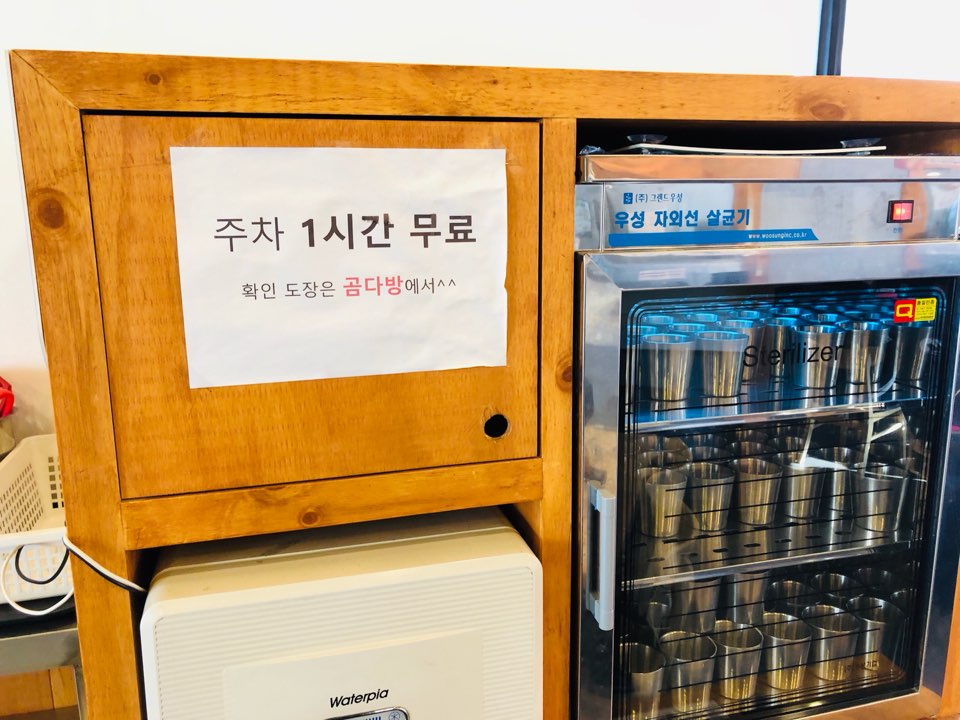 주차 1시간 무료
확인 도장은 곰다방에서^^
(주)그랜드우성
우성 자외선 살균기
www.woosunginc.co.kr
Sterilizer
Waterpia